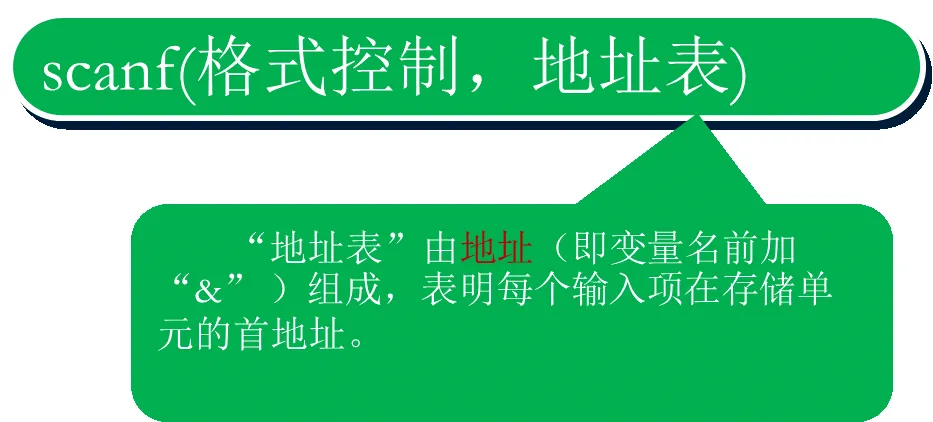 scanf(格式控制，地址表)
“地址表”由地址（即变量名前加
“&”）组成，表明每个输入项在存储单
元的首地址。